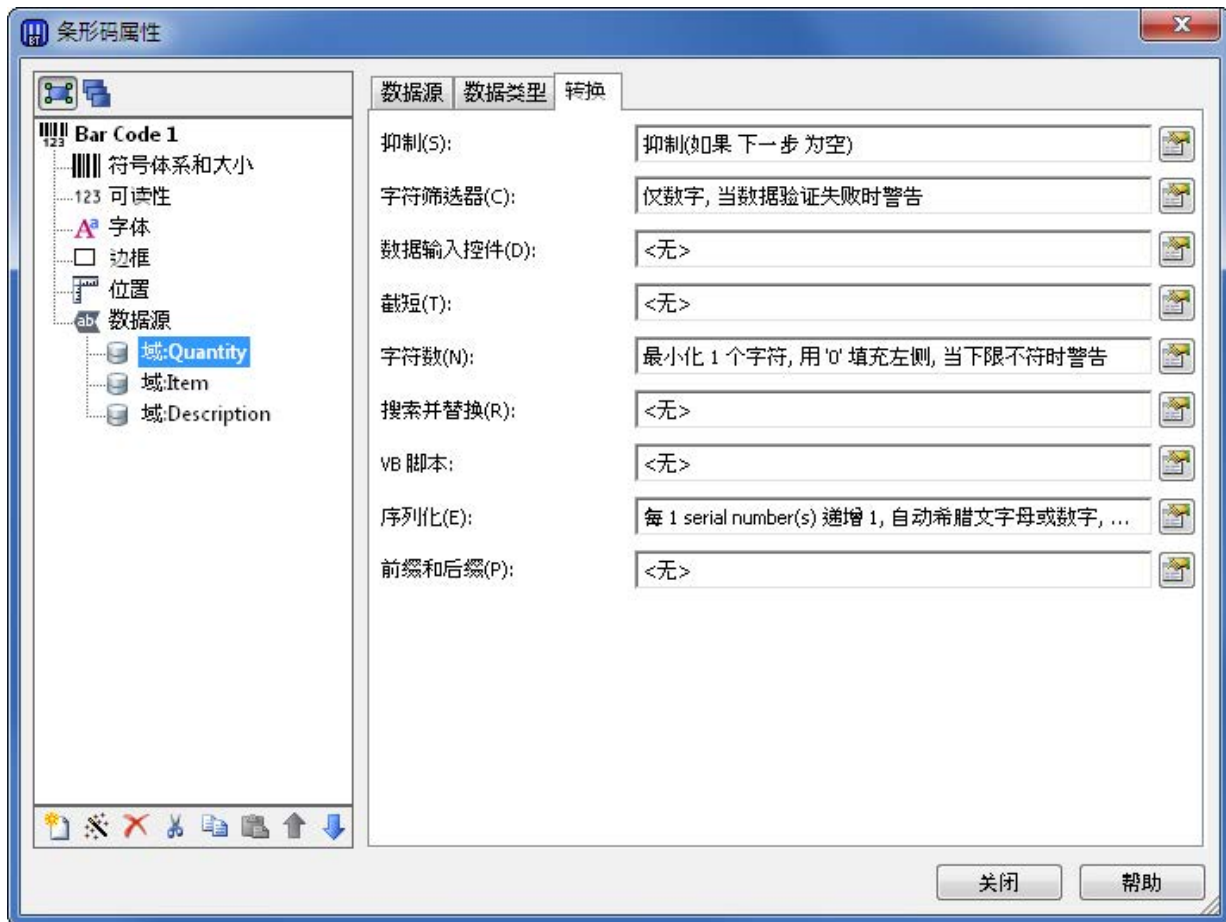 条形码属性
Bar Code 1
符号体系和大小
123 可读性
字体
边框
位置
数据源
域:Quantity
域:Item
域:Description
数据源 数据类型 转换
抑制(S): 抑制(如果 下一步 为空)
字符筛选器(C): 仅数字, 当数据验证失败时警告
数据输入控件(D): <无>
截短(T): <无>
字符数(N): 最小化 1 个字符, 用 '0' 填充左侧, 当下限不符时警告
搜索并替换(R): <无>
VB 脚本: <无>
序列化(E): 每 1 serial number(s) 递增 1, 自动希腊文字母或数字, ...
前缀和后缀(P): <无>
关闭 帮助